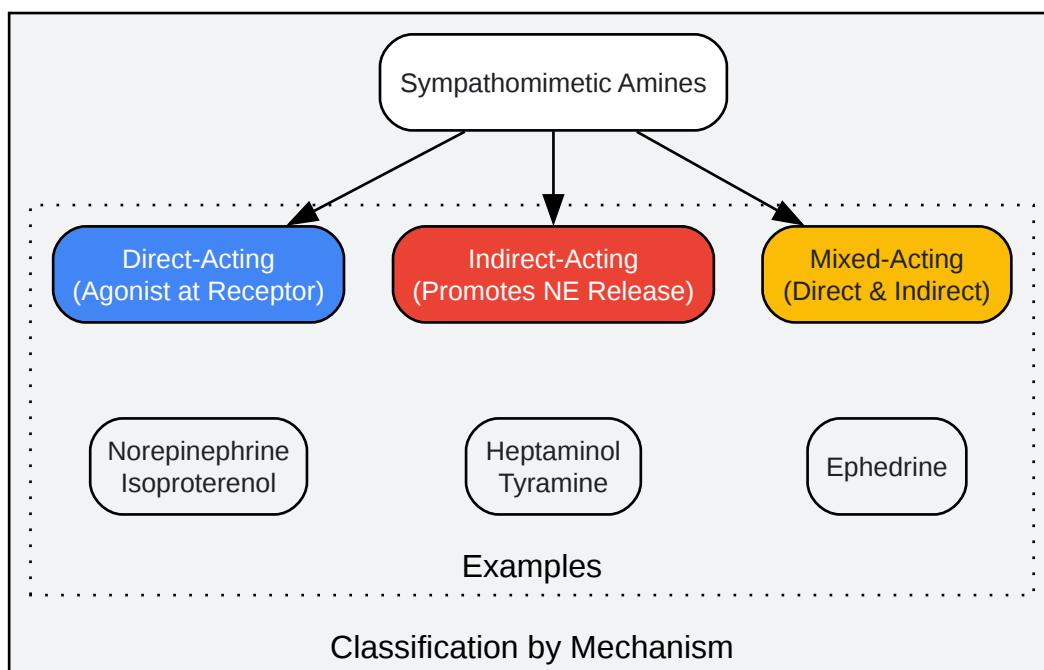 Sympathomimetic Amines
Direct-Acting
(Agonist at Receptor)
Indirect-Acting
(Promotes NE Release)
Mixed-Acting
(Direct & Indirect)
Norepinephrine
Isoproterenol
Heptaminol
Tyramine
Ephedrine
Examples
Classification by Mechanism